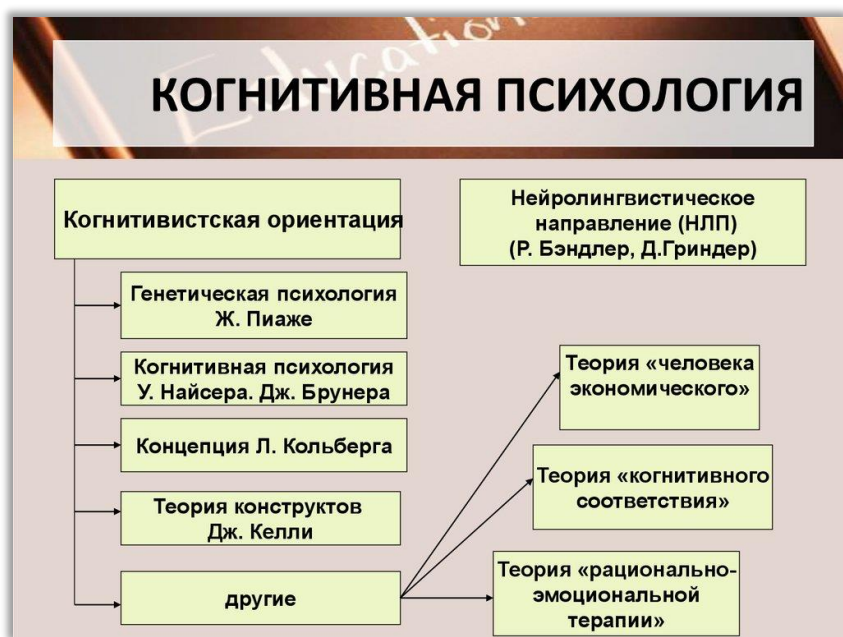 Education
КОГНИТИВНАЯ ПСИХОЛОГИЯ
Когнитивистская ориентация
Нейролингвистическое
направление (НЛП)
(Р. Бэндлер, Д.Гриндер)
Генетическая психология
Ж. Пиаже
Когнитивная психология
У. Найсера. Дж. Брунера
Концепция Л. Кольберга
Теория конструктов
Дж. Келли
другие
Теория «человека
экономического»
Теория «когнитивного
соответствия»
Теория «рационально-
эмоциональной
терапии»